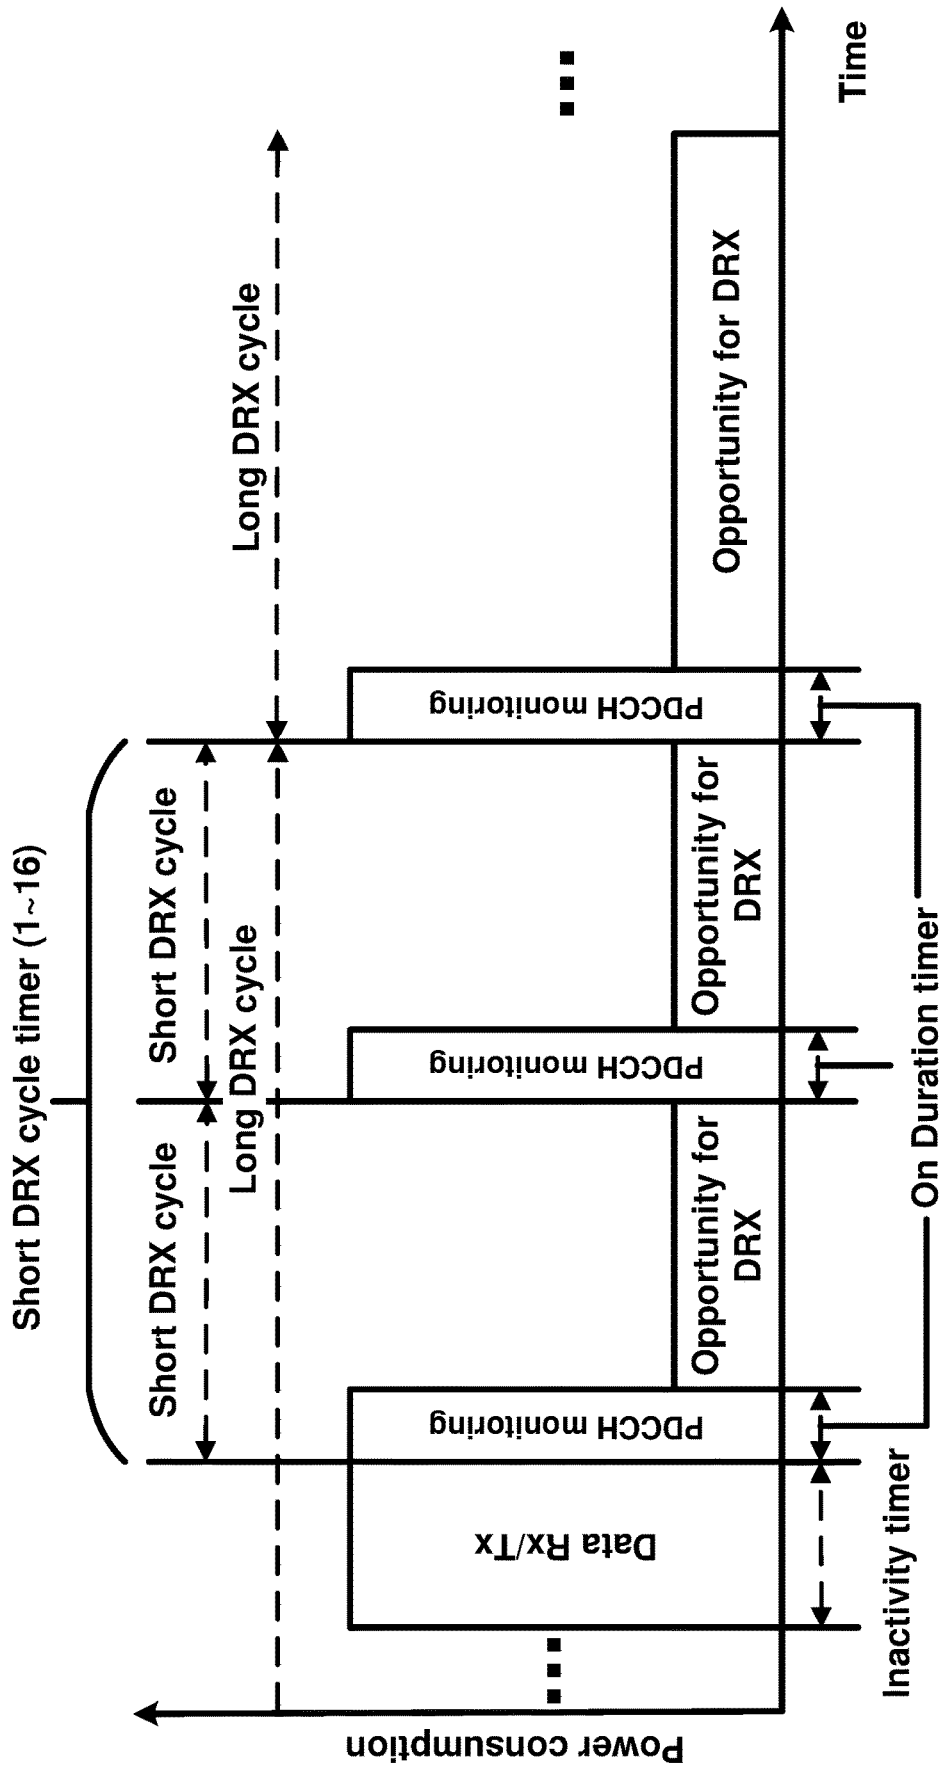 Short DRX cycle timer (1~16)
Short DRX cycle
Short DRX cycle
Long DRX cycle
Long DRX cycle
Power consumption
Data Rx/Tx
PDCCH monitoring
Opportunity for
DRX
PDCCH monitoring
Opportunity for
DRX
PDCCH monitoring
Opportunity for DRX
Time
Inactivity timer
On Duration timer